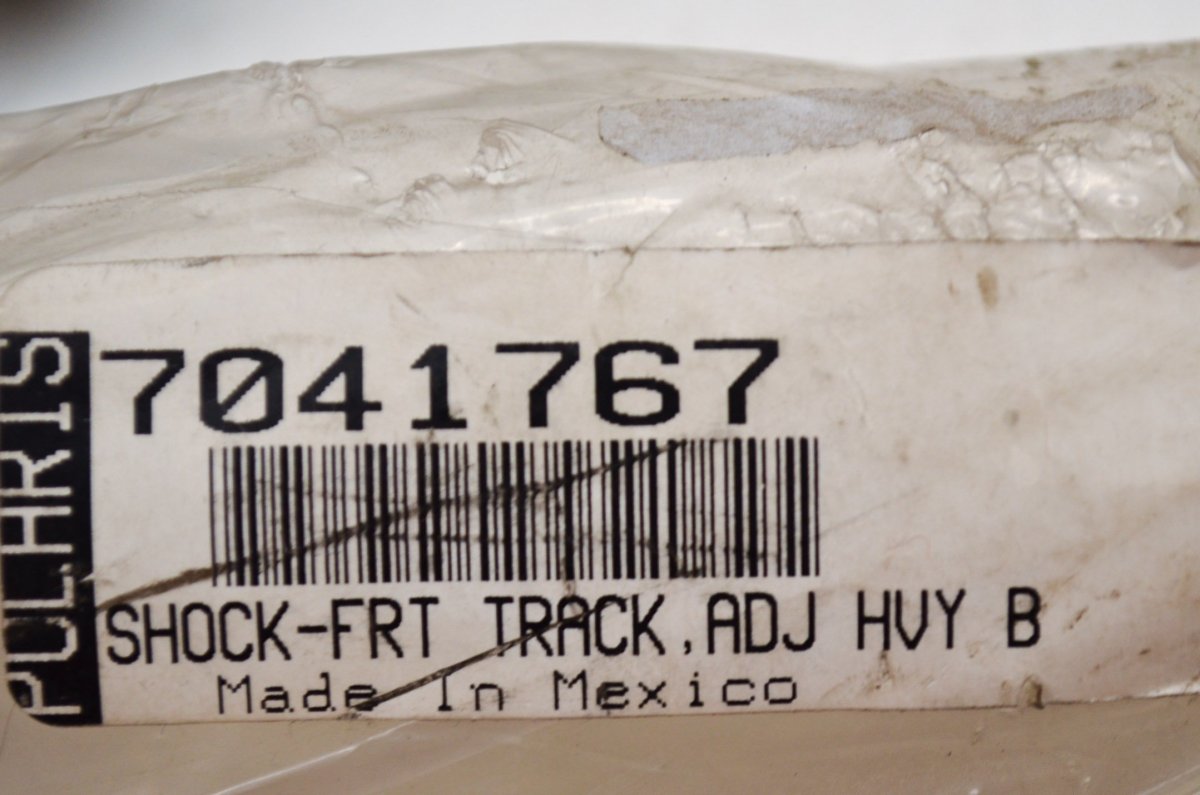 POLARIS
7041767
SHOCK-FRT TRACK,ADJ HVY B
Made In Mexico